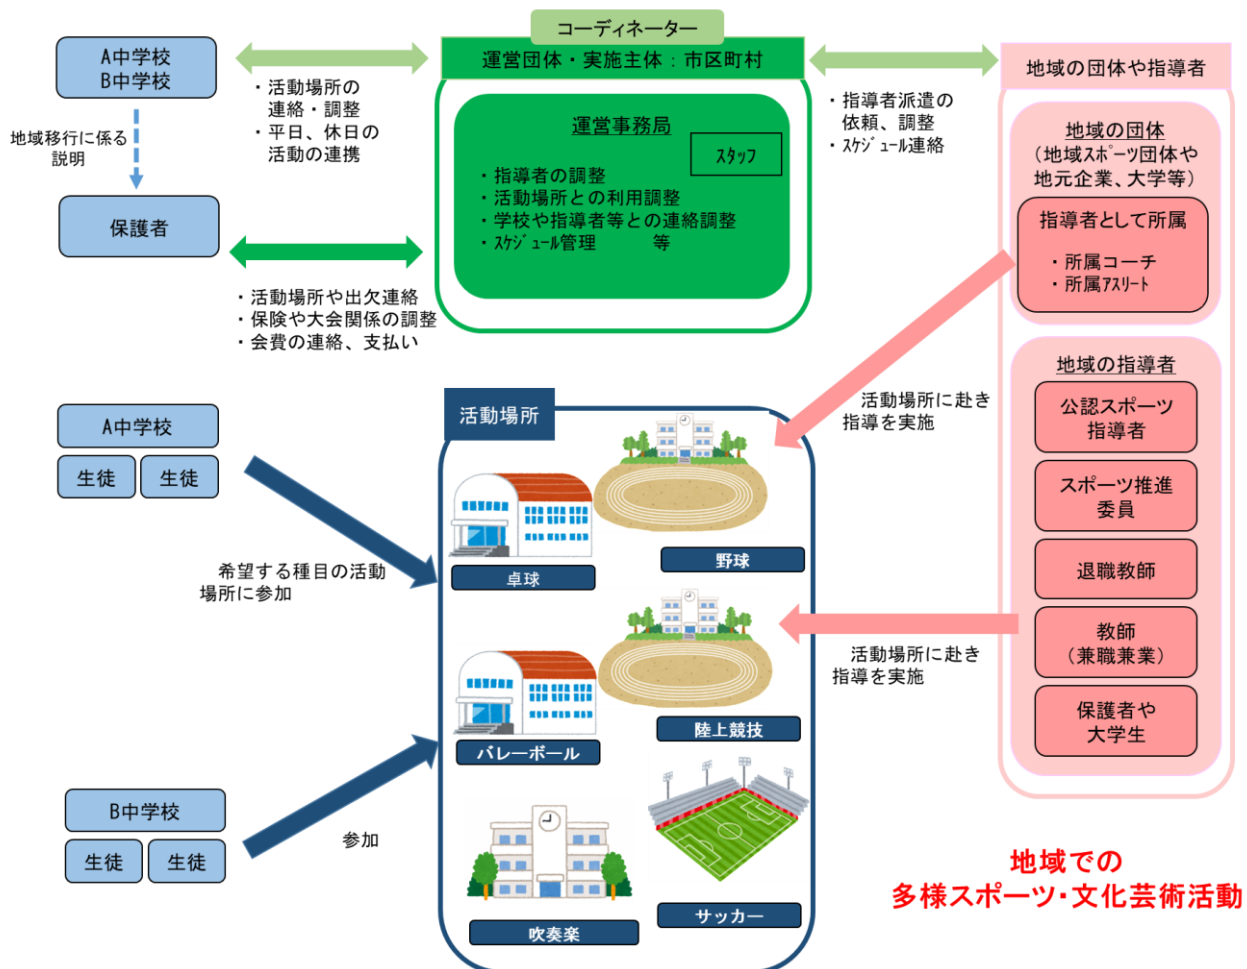 コーディネーター
運営団体・実施主体：市区町村
A中学校
B中学校
・活動場所の
連絡・調整
・平日、休日の
活動の連携
地域移行に係る
説明
保護者
・活動場所や出欠連絡
・保険や大会関係の調整
・会費の連絡、支払い
運営事務局
スタッフ
・指導者の調整
・活動場所との利用調整
・学校や指導者等との連絡調整
・ｽｹｼﾞｭｰﾙ管理　　　等
・指導者派遣の
依頼、調整
・ｽｹｼﾞｭｰﾙ連絡
地域の団体や指導者
地域の団体
（地域スポーツ団体や
地元企業、大学等）
指導者として所属
・所属コーチ
・所属ｱｽﾘｰﾄ
地域の指導者
公認スポーツ
指導者
スポーツ推進
委員
退職教師
教師
（兼職兼業）
保護者や
大学生
活動場所に赴き
指導を実施
活動場所に赴き
指導を実施
A中学校
生徒
生徒
希望する種目の活動
場所に参加
B中学校
生徒
生徒
参加
活動場所
卓球
野球
バレーボール
陸上競技
吹奏楽
サッカー
地域での
多様スポーツ・文化芸術活動